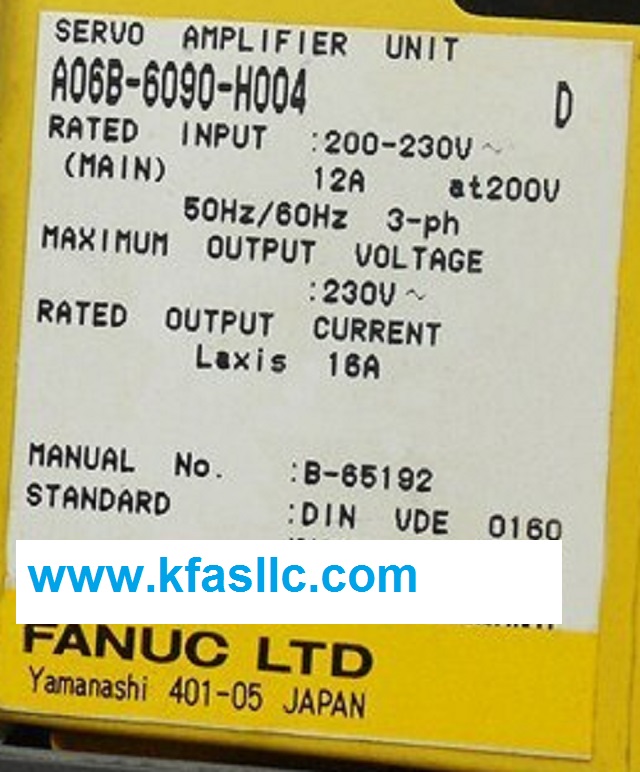 SERVO AMPLIFIER UNIT
A06B-6090-H004 D
RATED INPUT :200-230V~
(MAIN) 12A at200V
50Hz/60Hz 3-ph
MAXIMUM OUTPUT VOLTAGE
:230V~
RATED OUTPUT CURRENT
Laxis 16A
MANUAL No. :B-65192
STANDARD :DIN VDE 0160
www.kfasllc.com
FANUC LTD
Yamanashi 401-05 JAPAN